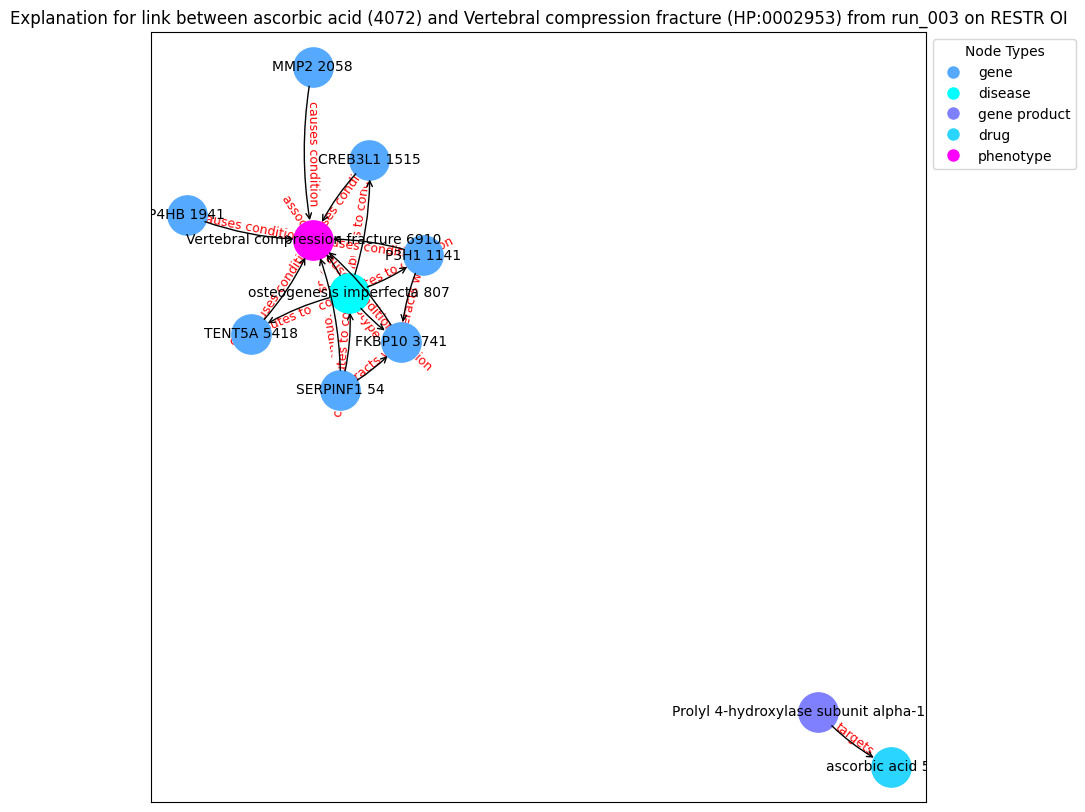 Explanation for link between ascorbic acid (4072) and Vertebral compression fracture (HP:0002953) from run_003 on RESTR OI
Node Types
gene
disease
gene product
drug
phenotype
MMP2 2058
causes condition
CREB3L1 1515
P4HB 1941
Vertebral compression fracture 6910
P3H1 1141
osteogenesis imperfecta 807
TENT5A 5418
FKBP10 3741
SERPINF1 54
Prolyl 4-hydroxylase subunit alpha-1
targets
ascorbic acid 5